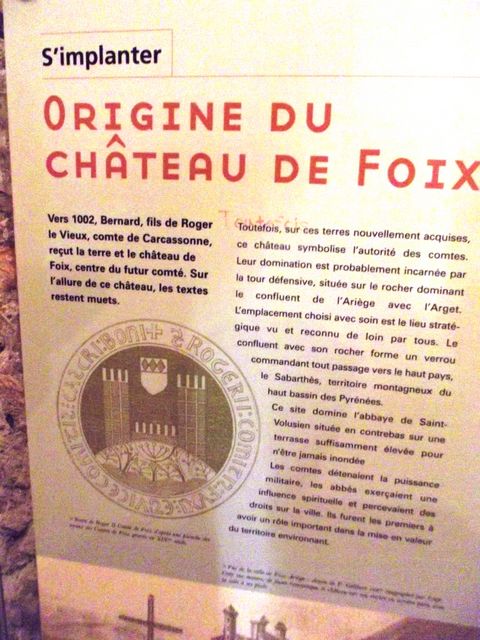 S'implanter
ORIGINE DU
CHÂTEAU DE FOIX
Vers 1002, Bernard, fils de Roger
le Vieux, comte de Carcassonne,
reçut la terre et le château de
Foix, centre du futur comté. Sur
l'allure de ce château, les textes
restent muets.
Toutefois, sur ces terres nouvellement acquises,
ce château symbolise l'autorité des comtes.
Leur domination est probablement incarnée par
la tour défensive, située sur le rocher dominant
le confluent de l'Ariège avec l'Arget.
L'emplacement choisi avec soin est le lieu straté-
gique vu et reconnu de loin par tous. Le
confluent avec son rocher forme un verrou
commandant tout passage vers le haut pays,
le Sabarthès, territoire montagneux du
haut bassin des Pyrénées.
Ce site domine l'abbaye de Saint-
Volusien située en contrebas sur une
terrasse suffisamment élevée pour
n'être jamais inondée
Les comtes détenaient la puissance
militaire, les abbés exerçaient une
influence spirituelle et percevaient des
droits sur la ville. Ils furent les premiers à
avoir un rôle important dans la mise en valeur
du territoire environnant.